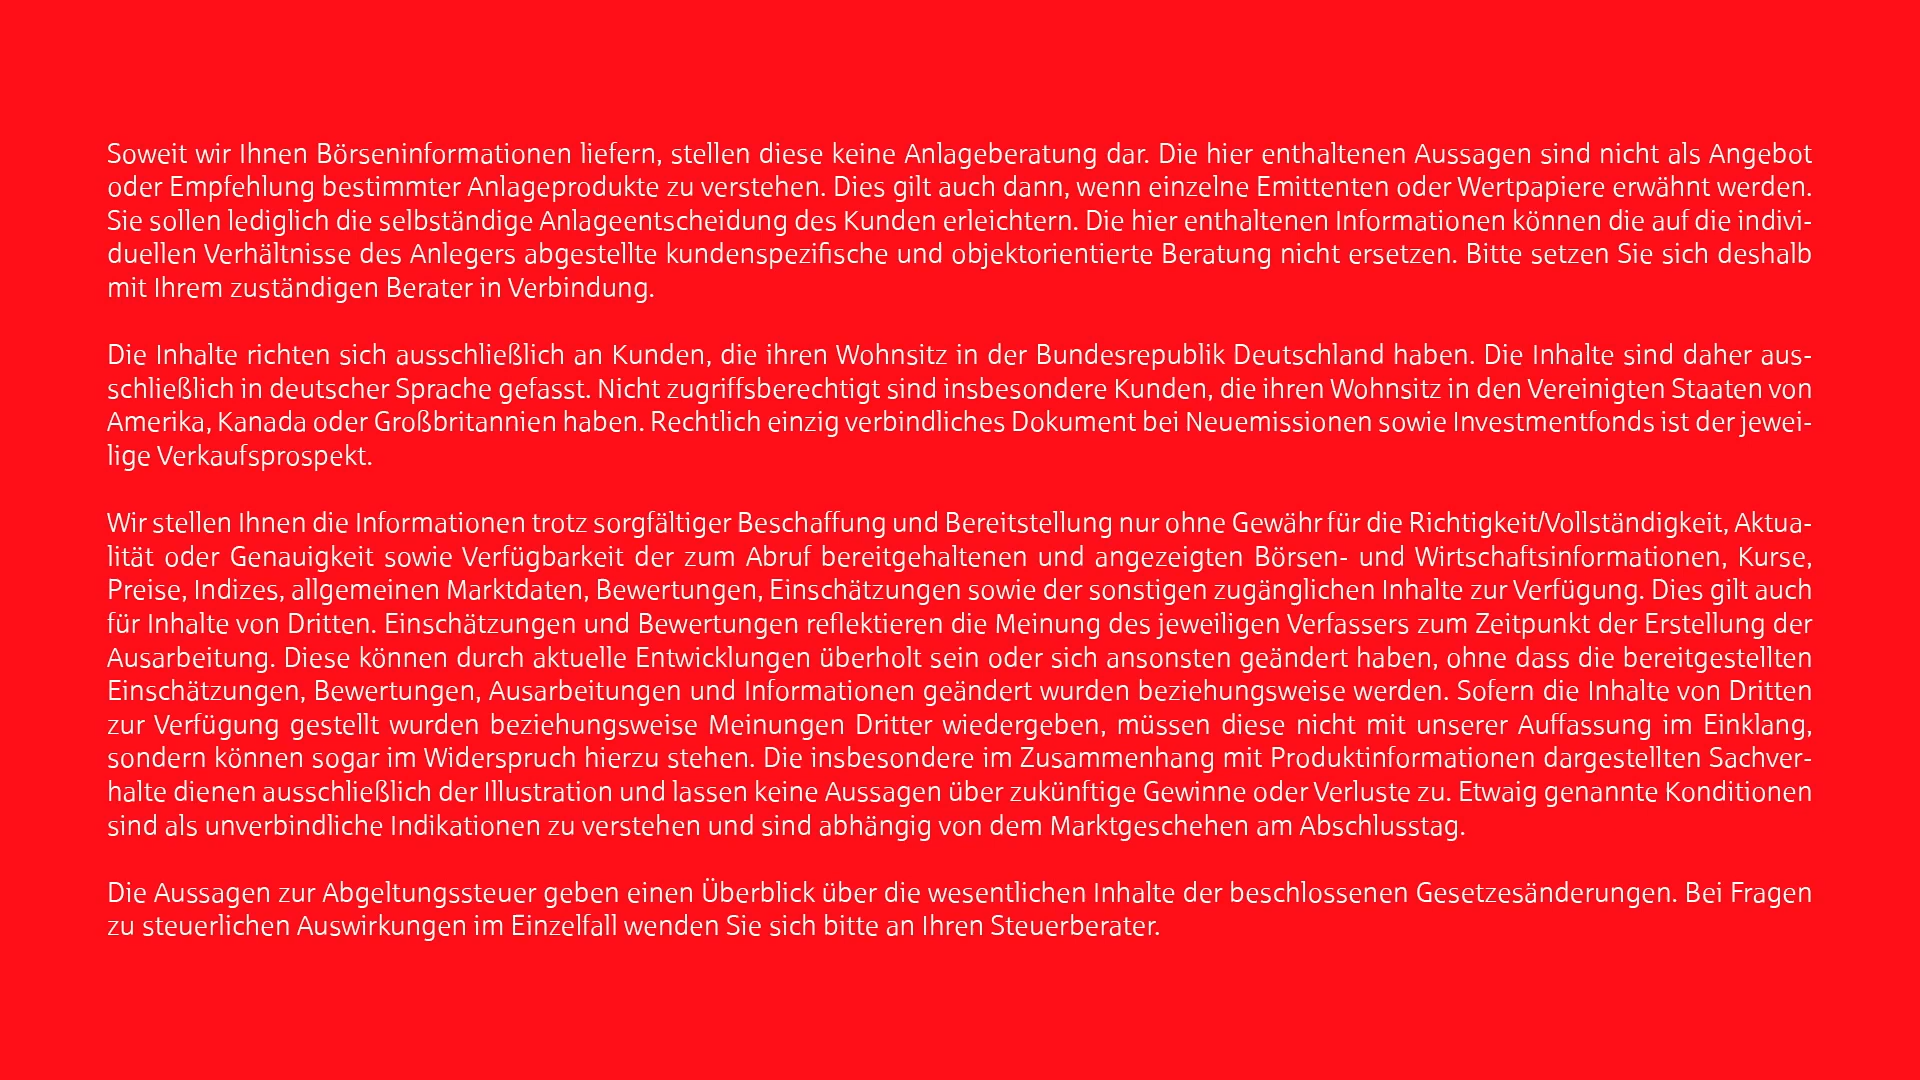 Soweit wir Ihnen Börseninformationen liefern, stellen diese keine Anlageberatung dar. Die hier enthaltenen Aussagen sind nicht als Angebot
oder Empfehlung bestimmter Anlageprodukte zu verstehen. Dies gilt auch dann, wenn einzelne Emittenten oder Wertpapiere erwähnt werden.
Sie sollen lediglich die selbständige Anlageentscheidung des Kunden erleichtern. Die hier enthaltenen Informationen können die auf die indivi-
duellen Verhältnisse des Anlegers abgestellte kundenspezifische und objektorientierte Beratung nicht ersetzen. Bitte setzen Sie sich deshalb
mit Ihrem zuständigen Berater in Verbindung.
Die Inhalte richten sich ausschließlich an Kunden, die ihren Wohnsitz in der Bundesrepublik Deutschland haben. Die Inhalte sind daher aus-
schließlich in deutscher Sprache gefasst. Nicht zugriffsberechtigt sind insbesondere Kunden, die ihren Wohnsitz in den Vereinigten Staaten von
Amerika, Kanada oder Großbritannien haben. Rechtlich einzig verbindliches Dokument bei Neuemissionen sowie Investmentfonds ist der jewei-
lige Verkaufsprospekt.
Wir stellen Ihnen die Informationen trotz sorgfältiger Beschaffung und Bereitstellung nur ohne Gewähr für die Richtigkeit/Vollständigkeit, Aktua-
lität oder Genauigkeit sowie Verfügbarkeit der zum Abruf bereitgehaltenen und angezeigten Börsen- und Wirtschaftsinformationen, Kurse,
Preise, Indizes, allgemeinen Marktdaten, Bewertungen, Einschätzungen sowie der sonstigen zugänglichen Inhalte zur Verfügung. Dies gilt auch
für Inhalte von Dritten. Einschätzungen und Bewertungen reflektieren die Meinung des jeweiligen Verfassers zum Zeitpunkt der Erstellung der
Ausarbeitung. Diese können durch aktuelle Entwicklungen überholt sein oder sich ansonsten geändert haben, ohne dass die bereitgestellten
Einschätzungen, Bewertungen, Ausarbeitungen und Informationen geändert wurden beziehungsweise werden. Sofern die Inhalte von Dritten
zur Verfügung gestellt wurden beziehungsweise Meinungen Dritter wiedergeben, müssen diese nicht mit unserer Auffassung im Einklang,
sondern können sogar im Widerspruch hierzu stehen. Die insbesondere im Zusammenhang mit Produktinformationen dargestellten Sachver-
halte dienen ausschließlich der Illustration und lassen keine Aussagen über zukünftige Gewinne oder Verluste zu. Etwaig genannte Konditionen
sind als unverbindliche Indikationen zu verstehen und sind abhängig von dem Marktgeschehen am Abschlusstag.
Die Aussagen zur Abgeltungssteuer geben einen Überblick über die wesentlichen Inhalte der beschlossenen Gesetzesänderungen. Bei Fragen
zu steuerlichen Auswirkungen im Einzelfall wenden Sie sich bitte an Ihren Steuerberater.